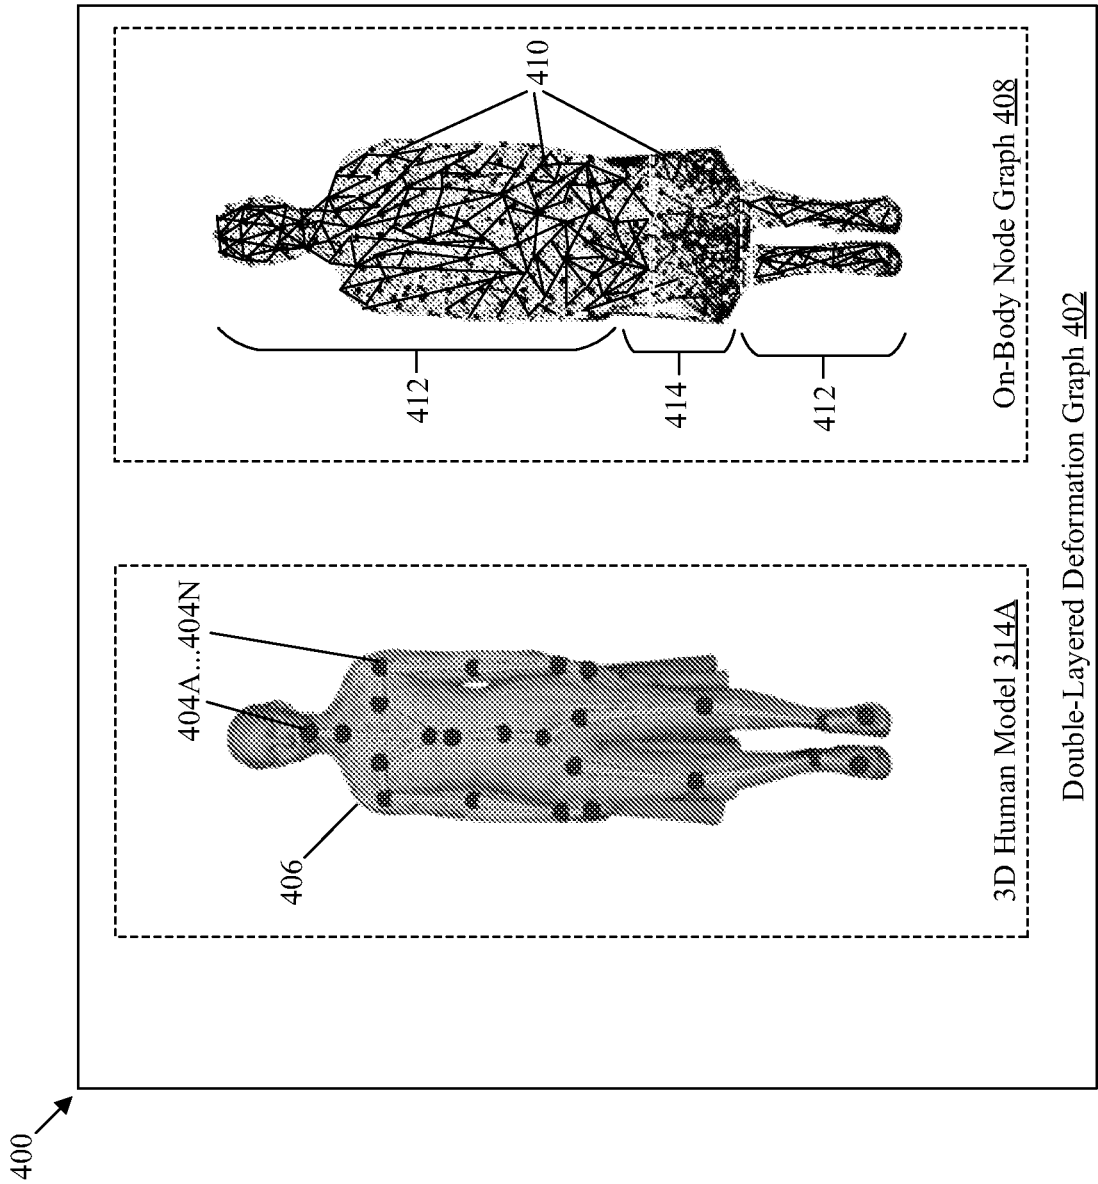 400
404A...404N
406
3D Human Model 314A
410
412
414
412
On-Body Node Graph 408
Double-Layered Deformation Graph 402